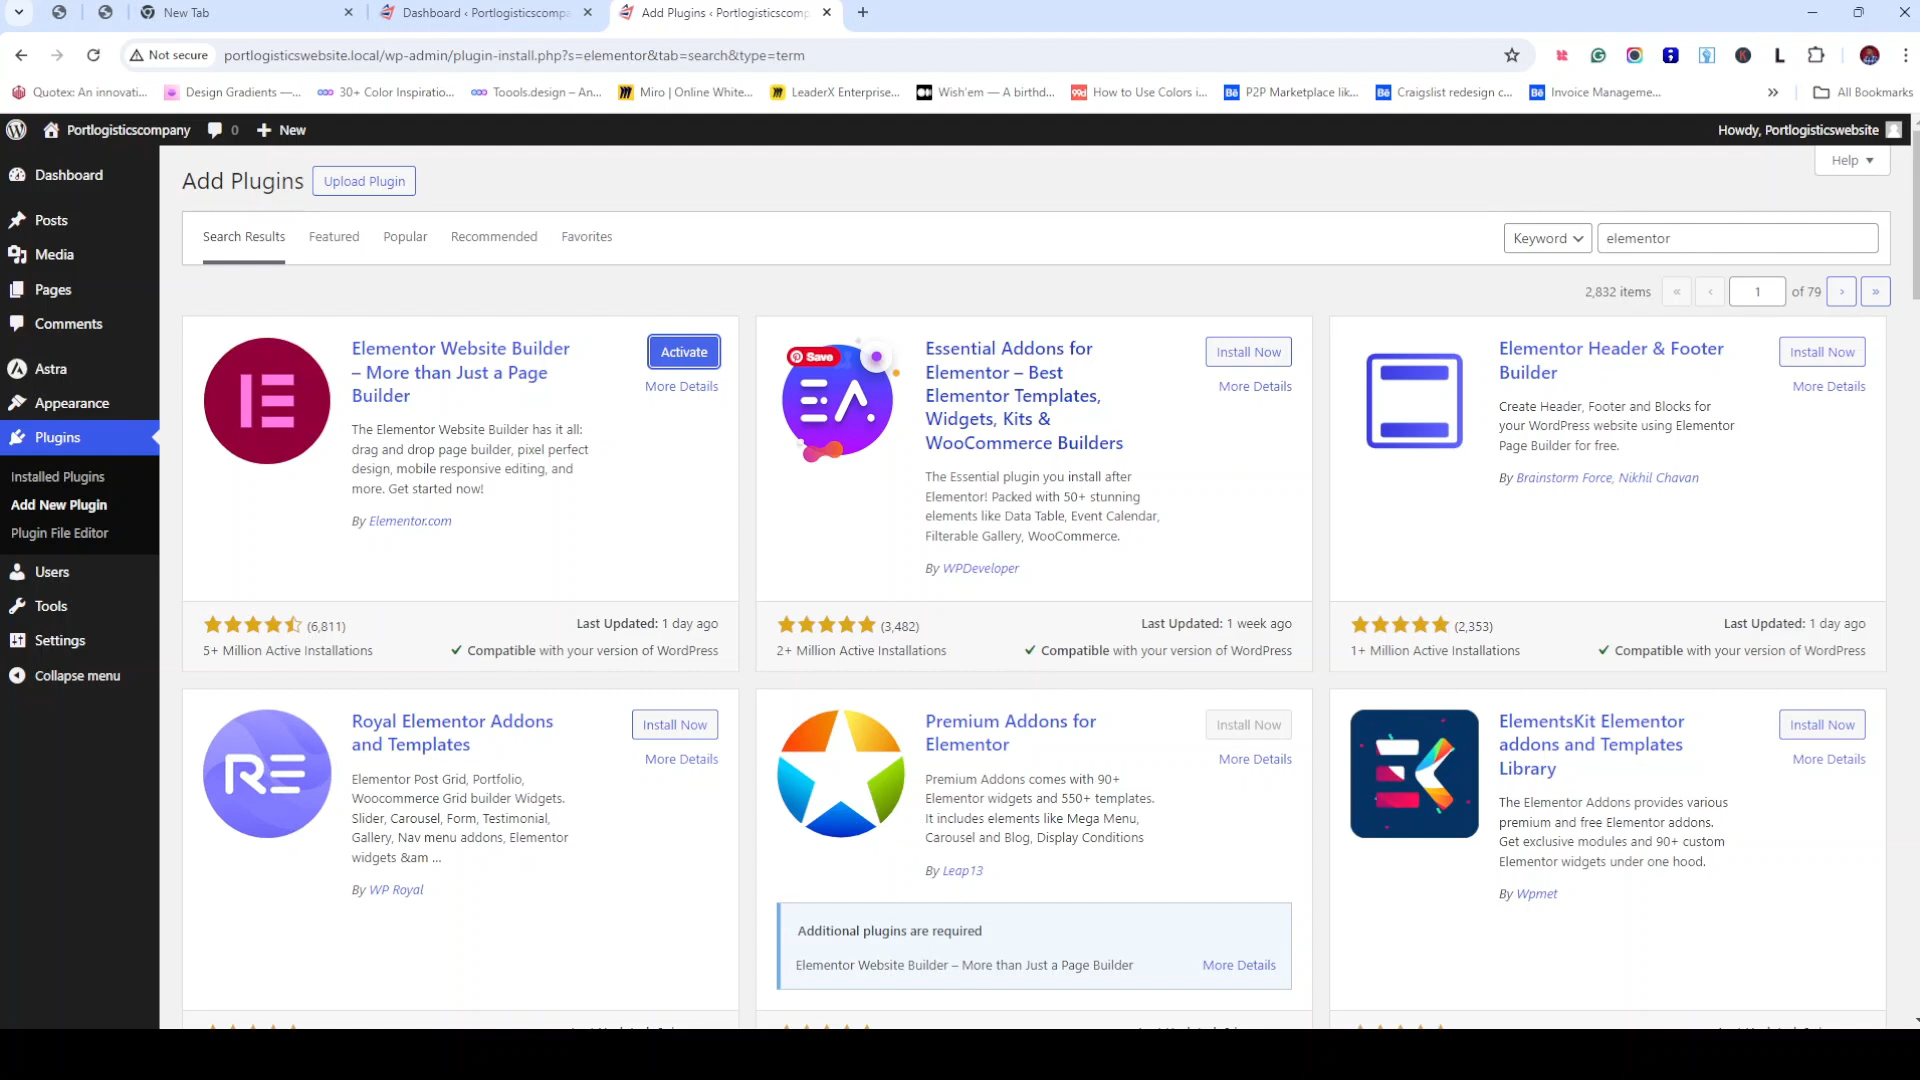 New Tab
Dashboard ‹ Portlogisticscompa
Add Plugins ‹ Portlogisticscomp
Not secure
portlogisticswebsite.local/wp-admin/plugin-install.php?s=elementor&tab=search&type=term
Quotex: An innovati...
Design Gradients —...
30+ Color Inspiratio...
Toools.design – An...
Miro | Online White...
LeaderX Enterprise...
Wish'em — A birthd...
How to Use Colors i...
P2P Marketplace lik...
Craigslist redesign c...
Invoice Manageme...
All Bookmarks
Portlogisticscompany
0
New
Howdy, Portlogisticswebsite
Dashboard
Posts
Media
Pages
Comments
Astra
Appearance
Plugins
Installed Plugins
Add New Plugin
Plugin File Editor
Users
Tools
Settings
Collapse menu
Help
Add Plugins
Upload Plugin
Search Results
Featured
Popular
Recommended
Favorites
Keyword
elementor
2,832 items
«
‹
1
of 79
›
»
Elementor Website Builder
– More than Just a Page
Builder
Activate
More Details
The Elementor Website Builder has it all:
drag and drop page builder, pixel perfect
design, mobile responsive editing, and
more. Get started now!
By Elementor.com
(6,811)
5+ Million Active Installations
Last Updated: 1 day ago
Compatible with your version of WordPress
Save
Essential Addons for
Elementor – Best
Elementor Templates,
Widgets, Kits &
WooCommerce Builders
Install Now
More Details
The Essential plugin you install after
Elementor! Packed with 50+ stunning
elements like Data Table, Event Calendar,
Filterable Gallery, WooCommerce.
By WPDeveloper
(3,482)
2+ Million Active Installations
Last Updated: 1 week ago
Compatible with your version of WordPress
Elementor Header & Footer
Builder
Install Now
More Details
Create Header, Footer and Blocks for
your WordPress website using Elementor
Page Builder for free.
By Brainstorm Force, Nikhil Chavan
(2,353)
1+ Million Active Installations
Last Updated: 1 day ago
Compatible with your version of WordPress
RE
Royal Elementor Addons
and Templates
Install Now
More Details
Elementor Post Grid, Portfolio,
Woocommerce Grid builder Widgets.
Slider, Carousel, Form, Testimonial,
Gallery, Nav menu addons, Elementor
widgets &am ...
By WP Royal
Premium Addons for
Elementor
Install Now
More Details
Premium Addons comes with 90+
Elementor widgets and 550+ templates.
It includes elements like Mega Menu,
Carousel and Blog, Display Conditions
By Leap13
Additional plugins are required
Elementor Website Builder – More than Just a Page Builder
More Details
EK
ElementsKit Elementor
addons and Templates
Library
Install Now
More Details
The Elementor Addons provides various
premium and free Elementor addons.
Get exclusive modules and 90+ custom
Elementor widgets under one hood.
By Wpmet